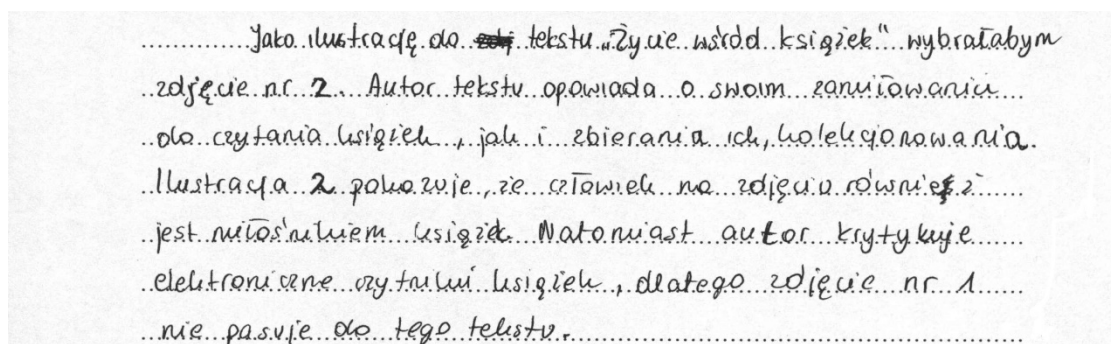 Jako ilustrację do tekstu „Życie wśród książek" wybrałabym
zdjęcie nr 2. Autor tekstu opowiada o swoim zamiłowaniu
do czytania książek, jak i zbierania ich, kolekcjonowania.
Ilustracja 2 pokazuje, że człowiek na zdjęciu również
jest miłośnikiem książek. Natomiast autor krytykuje
elektroniczne czytniki książek, dlatego zdjęcie nr 1
nie pasuje do tego tekstu.